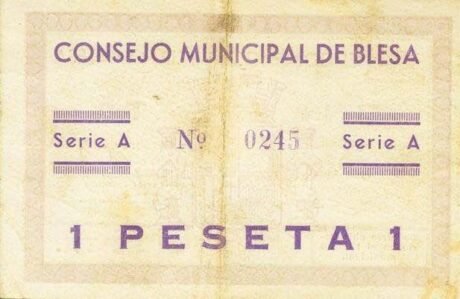 CONSEJO MUNICIPAL DE BLESA
Serie A Nº 0245 Serie A
1 PESETA 1